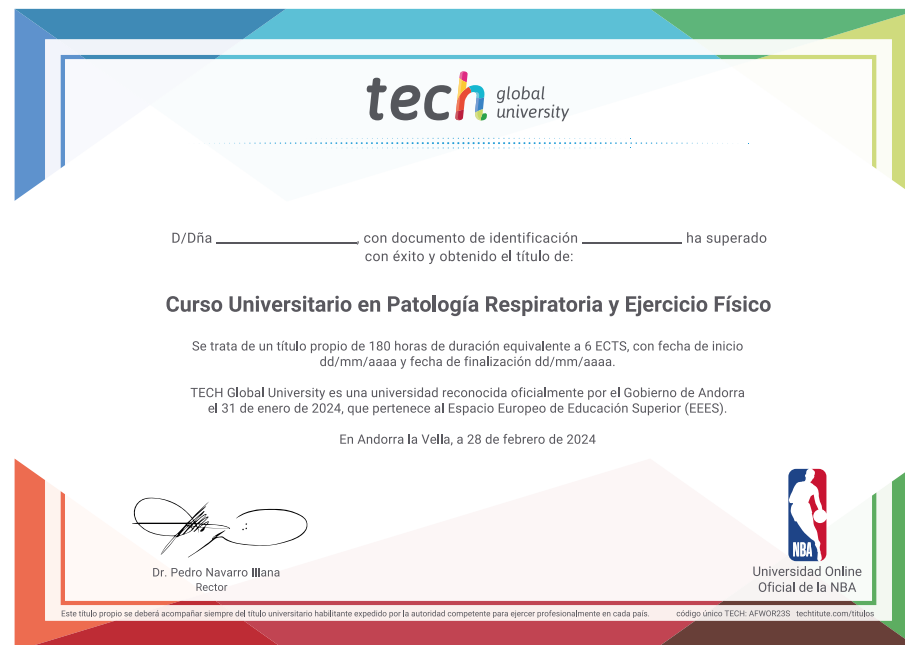 tech global
university
D/Dña , con documento de identificación ha superado
con éxito y obtenido el título de:
Curso Universitario en Patología Respiratoria y Ejercicio Físico
Se trata de un título propio de 180 horas de duración equivalente a 6 ECTS, con fecha de inicio
dd/mm/aaaa y fecha de finalización dd/mm/aaaa.
TECH Global University es una universidad reconocida oficialmente por el Gobierno de Andorra
el 31 de enero de 2024, que pertenece al Espacio Europeo de Educación Superior (EEES).
En Andorra la Vella, a 28 de febrero de 2024
Dr. Pedro Navarro Illana
Rector
NBA
Universidad Online
Oficial de la NBA
Este título propio se deberá acompañar siempre del título universitario habilitante expedido por la autoridad competente para ejercer profesionalmente en cada país. código único TECH: AFWOR23S techtitute.com/titulos